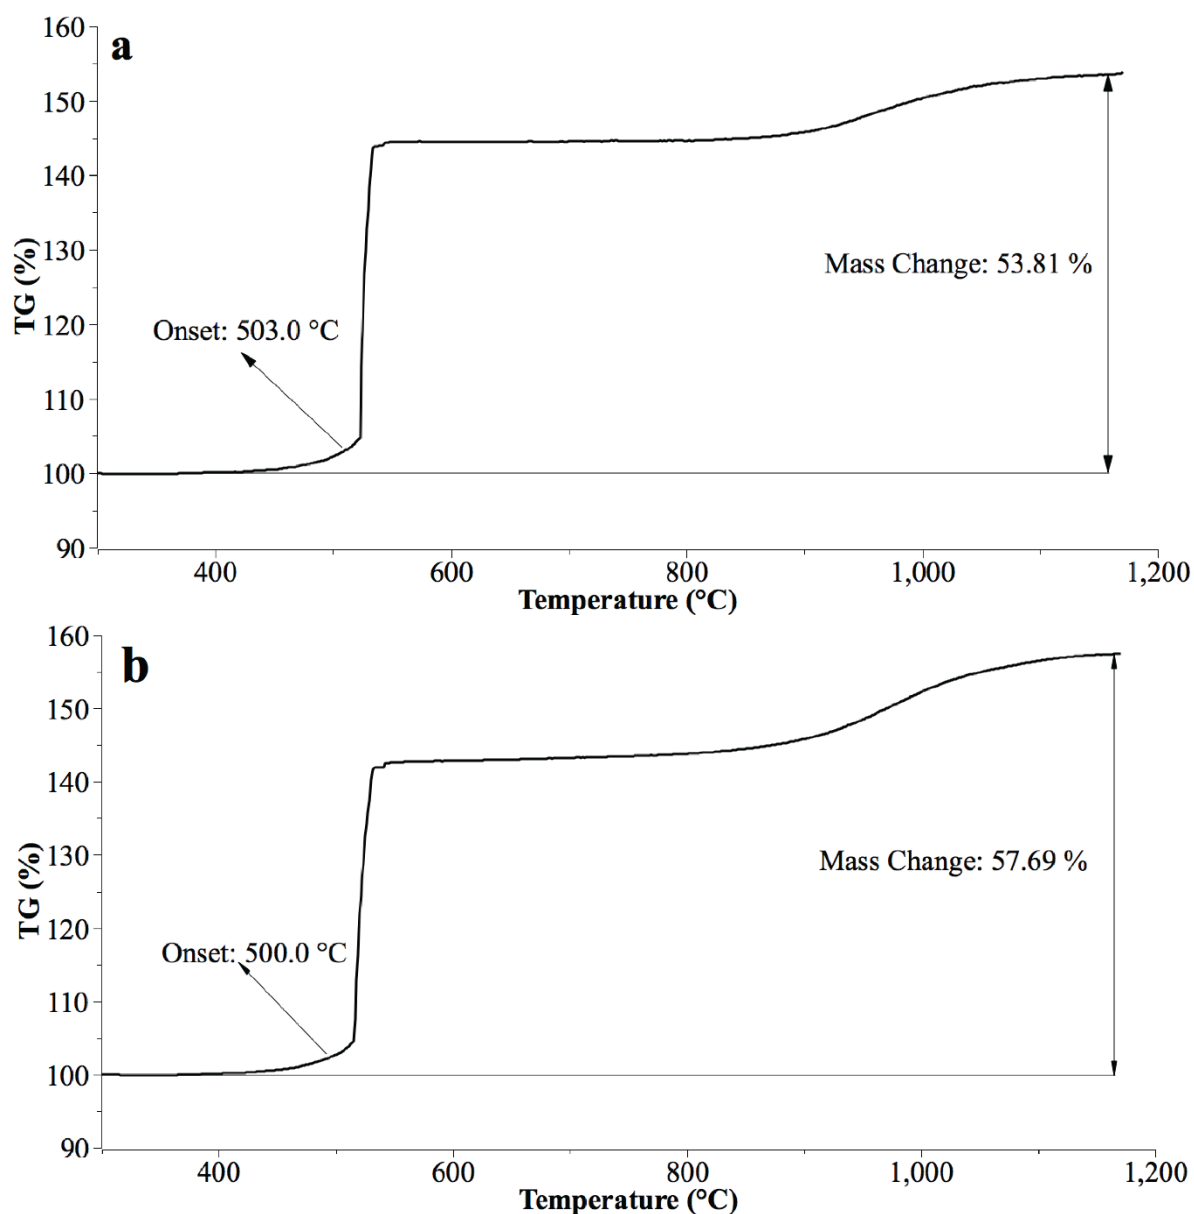 a
160
150
140
130
120
110
100
90
TG (%)
Onset: 503.0 °C
Mass Change: 53.81 %
400
600
800
1,000
1,200
Temperature (°C)
b
160
150
140
130
120
110
100
90
TG (%)
Onset: 500.0 °C
Mass Change: 57.69 %
400
600
800
1,000
1,200
Temperature (°C)